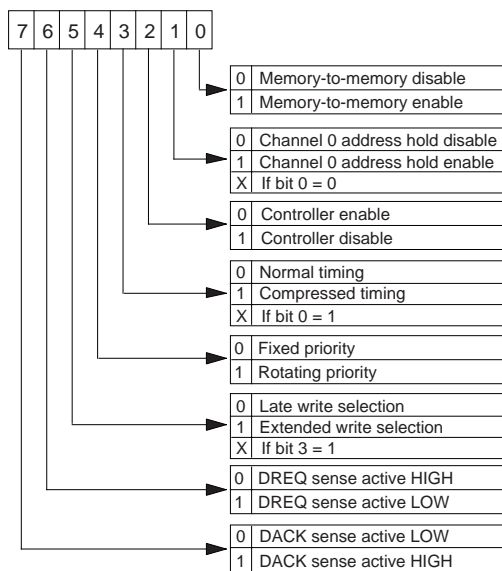 7 6 5 4 3 2 1 0
0 Memory-to-memory disable
1 Memory-to-memory enable
0 Channel 0 address hold disable
1 Channel 0 address hold enable
X If bit 0 = 0
0 Controller enable
1 Controller disable
0 Normal timing
1 Compressed timing
X If bit 0 = 1
0 Fixed priority
1 Rotating priority
0 Late write selection
1 Extended write selection
X If bit 3 = 1
0 DREQ sense active HIGH
1 DREQ sense active LOW
0 DACK sense active LOW
1 DACK sense active HIGH